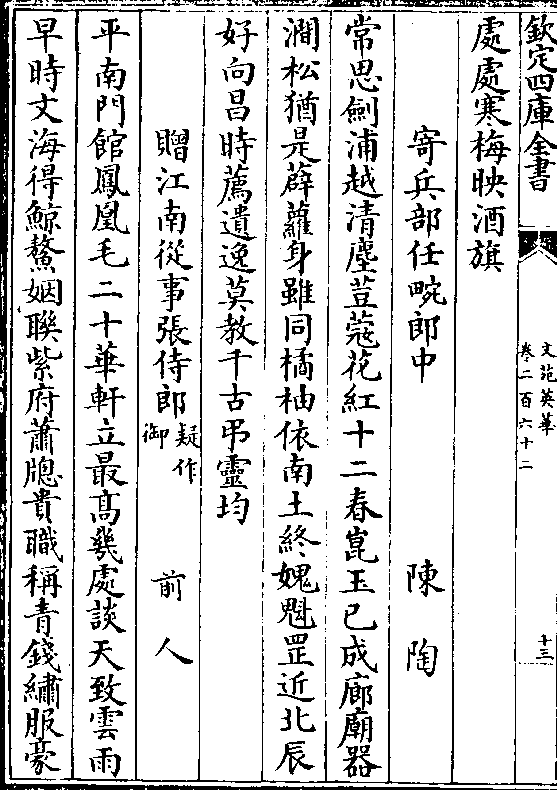 欽定四庫全書
文苑英華
卷二百六十二
十三
處處寒梅映酒旗
寄兵部任畹郎中 陳陶
常思劍浦越清塵荳蔻花紅十二春崑玉已成廊廟器
澗松猶是薜蘿身雖同橘柚依南土終媿魁罡近北辰
好向昌時薦遺逸莫教千古弔靈均
贈江南從事張侍郎疑作御 前人
平南門館鳳凰毛二十華軒立最髙幾處談天致雲雨
早時文海得鯨鰲姻聯紫府蕭牕貴職稱青錢繡服豪